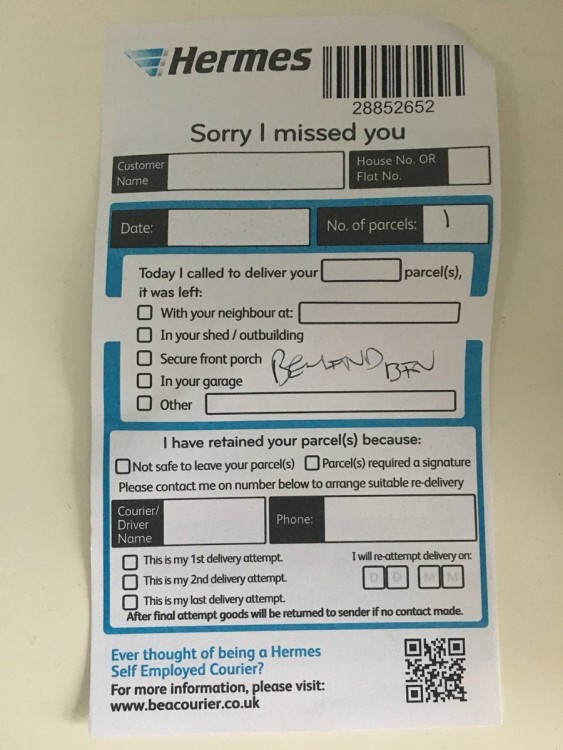 Hermes
28852652
Sorry I missed you
Customer Name
House No. OR Flat No.
Date:
No. of parcels: 1
Today I called to deliver your parcel(s),
it was left:
With your neighbour at:
In your shed / outbuilding
Secure front porch
BEHIND BIN
In your garage
Other
I have retained your parcel(s) because:
Not safe to leave your parcel(s) Parcel(s) required a signature
Please contact me on number below to arrange suitable re-delivery
Courier/
Driver
Name
Phone:
This is my 1st delivery attempt. I will re-attempt delivery on:
This is my 2nd delivery attempt. D D M M
This is my last delivery attempt.
After final attempt goods will be returned to sender if no contact made.
Ever thought of being a Hermes
Self Employed Courier?
For more information, please visit:
www.beacourier.co.uk